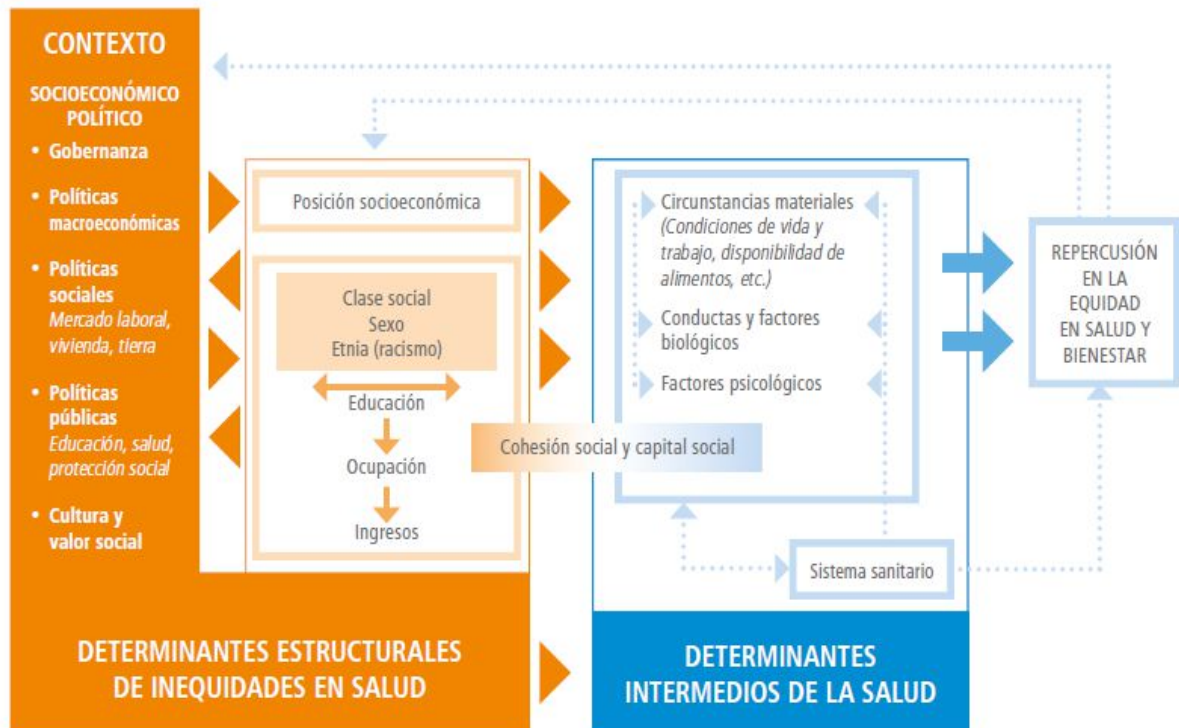 CONTEXTO
SOCIOECONÓMICO
POLÍTICO
• Gobernanza
• Políticas
macroeconómicas
• Políticas
sociales
Mercado laboral,
vivienda, tierra
• Políticas
públicas
Educación, salud,
protección social
• Cultura y
valor social
Posición socioeconómica
Clase social
Sexo
Etnia (racismo)
Educación
Ocupación
Ingresos
Cohesión social y capital social
Circunstancias materiales
(Condiciones de vida y
trabajo, disponibilidad de
alimentos, etc.)
Conductas y factores
biológicos
Factores psicológicos
Sistema sanitario
REPERCUSIÓN
EN LA
EQUIDAD
EN SALUD Y
BIENESTAR
DETERMINANTES ESTRUCTURALES
DE INEQUIDADES EN SALUD
DETERMINANTES
INTERMEDIOS DE LA SALUD